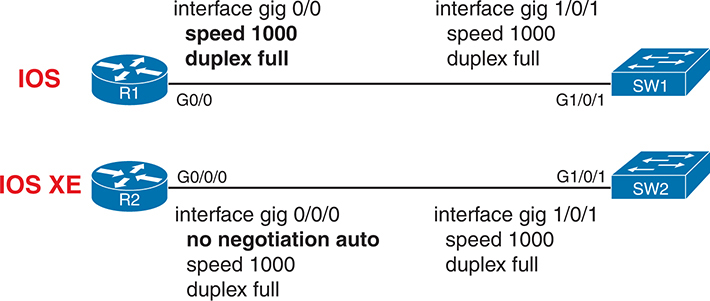 interface gig 0/0
speed 1000
duplex full
interface gig 1/0/1
speed 1000
duplex full
IOS
R1
G0/0
G1/0/1
SW1
IOS XE
R2
G0/0/0
G1/0/1
SW2
interface gig 0/0/0
no negotiation auto
speed 1000
duplex full
interface gig 1/0/1
speed 1000
duplex full